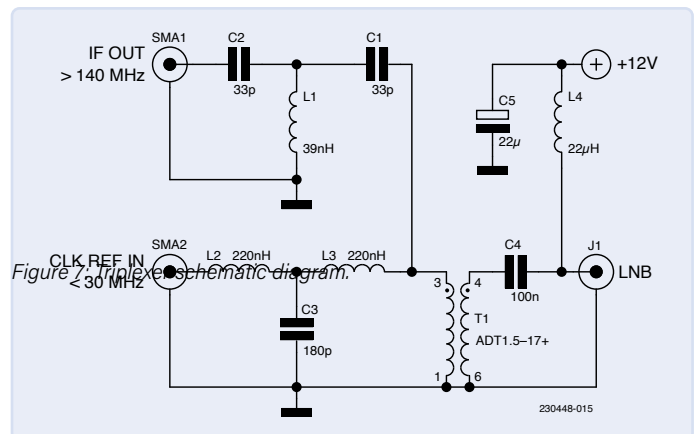 SMA1
IF OUT
> 140 MHz
C2
33p
C1
33p
L1
39nH
+12V
C5
22µ
L4
22µH
SMA2
CLK REF IN
< 30 MHz
L2 220nH
L3 220nH
Figure 7: Triplexer schematic diagram.
C3
180p
3
4
T1
ADT1.5–17+
1
6
C4
100n
J1
LNB
230448-015